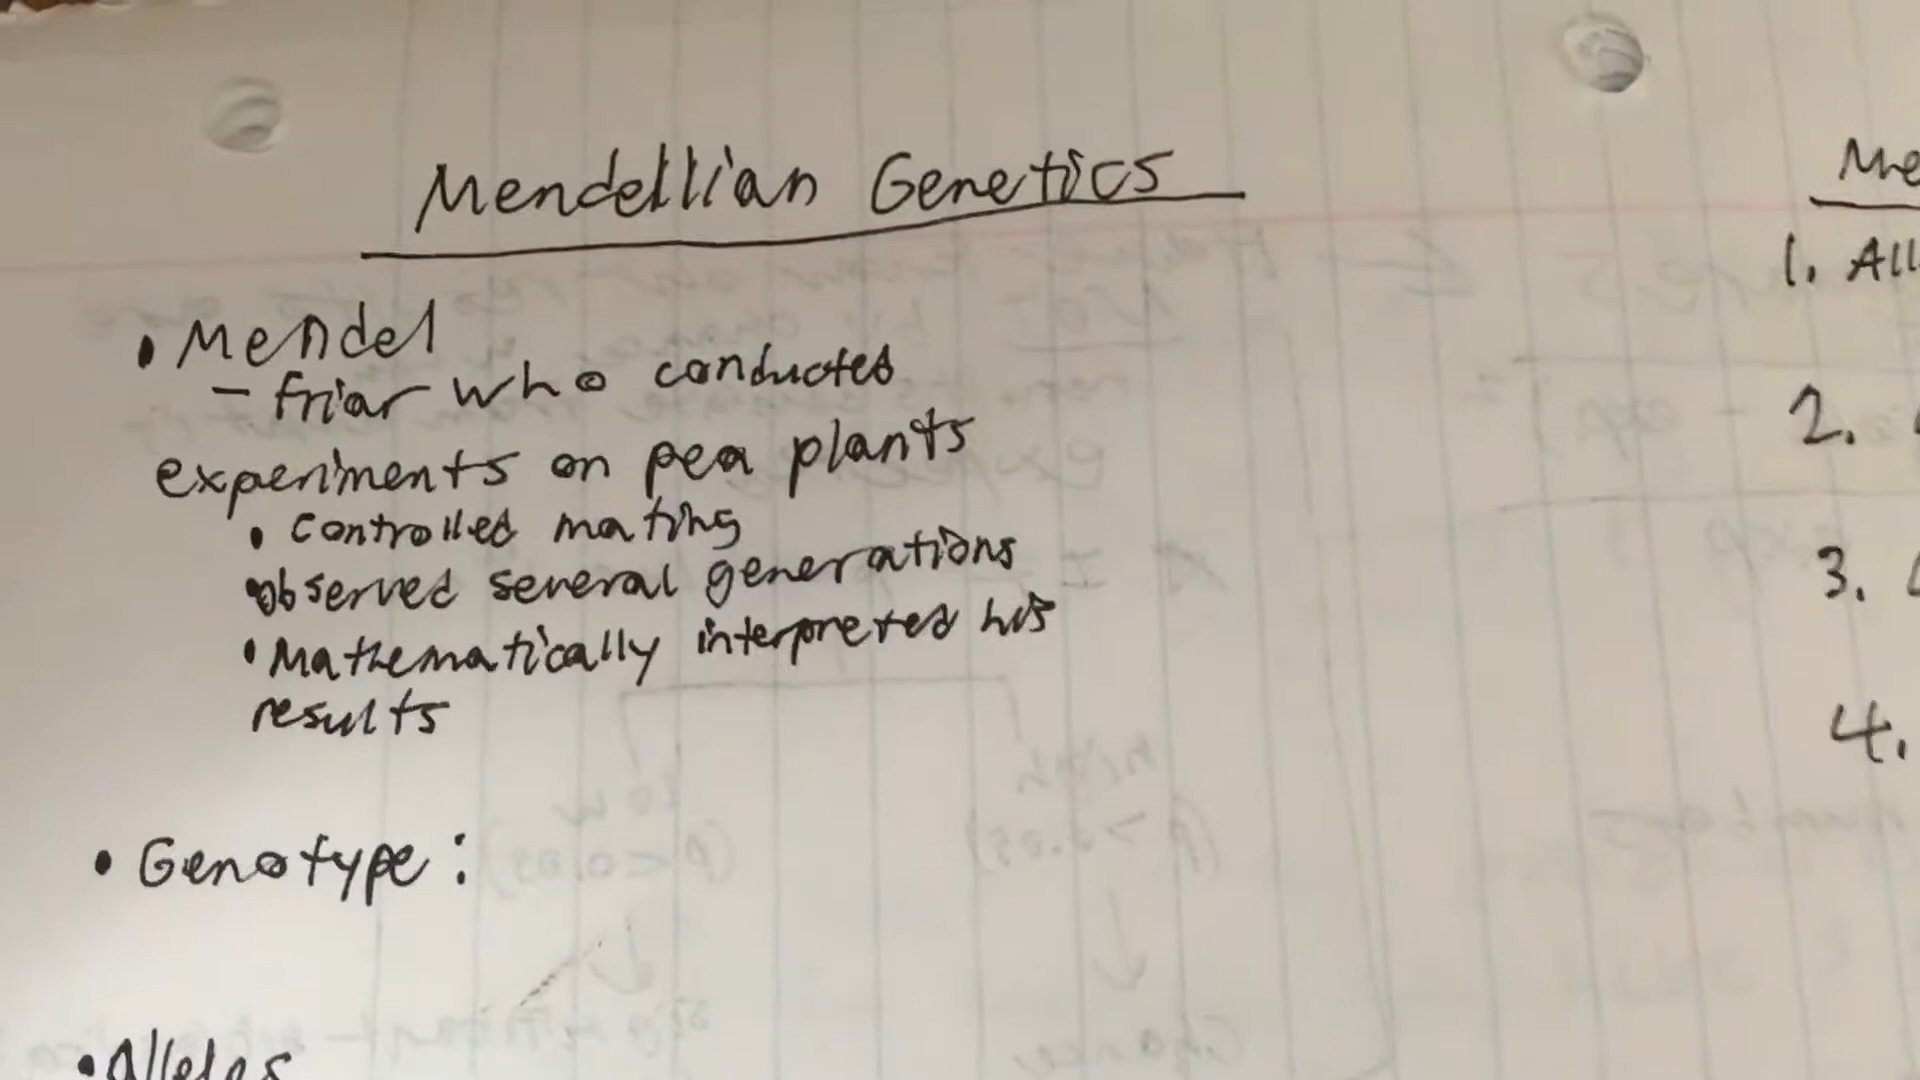 Mendellian Genetics
• Mendel
- friar who conducted
experiments on pea plants
• Controlled mating
•observed several generations
• Mathematically interpreted his
results
• Genotype:
• Alleles
Me
1. All
2.
3.
4.